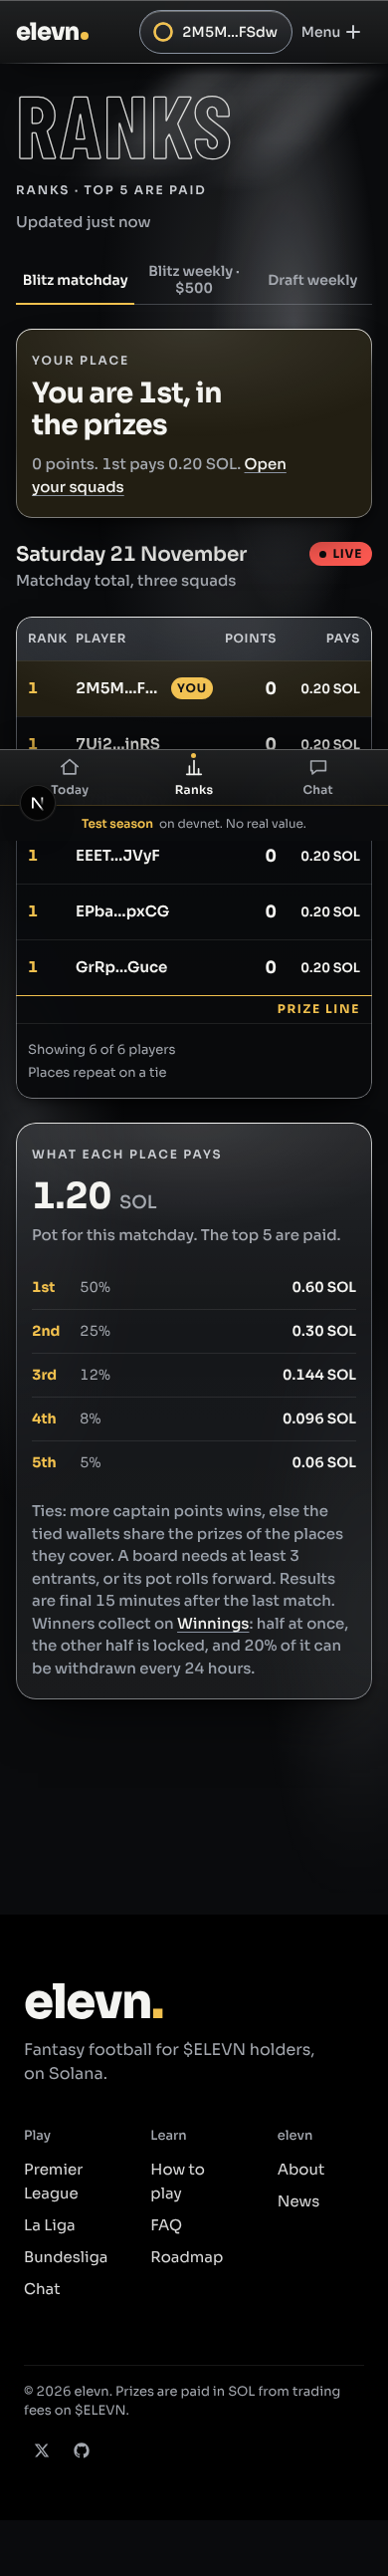 elevn.
2M5M...FSdw
Menu
RANKS
RANKS · TOP 5 ARE PAID
Updated just now
Blitz matchday
Blitz weekly ·
$500
Draft weekly
YOUR PLACE
You are 1st, in
the prizes
0 points. 1st pays 0.20 SOL. Open
your squads
Saturday 21 November
LIVE
Matchday total, three squads
RANK PLAYER POINTS PAYS
1 2M5M...F... YOU 0 0.20 SOL
1 7Ui2...inRS 0 0.20 SOL
Today
Ranks
Chat
N
Test season on devnet. No real value.
1 EEET...JVyF 0 0.20 SOL
1 EPba...pxCG 0 0.20 SOL
1 GrRp...Guce 0 0.20 SOL
PRIZE LINE
Showing 6 of 6 players
Places repeat on a tie
WHAT EACH PLACE PAYS
1.20 SOL
Pot for this matchday. The top 5 are paid.
1st 50% 0.60 SOL
2nd 25% 0.30 SOL
3rd 12% 0.144 SOL
4th 8% 0.096 SOL
5th 5% 0.06 SOL
Ties: more captain points wins, else the
tied wallets share the prizes of the places
they cover. A board needs at least 3
entrants, or its pot rolls forward. Results
are final 15 minutes after the last match.
Winners collect on Winnings: half at once,
the other half is locked, and 20% of it can
be withdrawn every 24 hours.
elevn.
Fantasy football for $ELEVN holders,
on Solana.
Play
Premier
League
La Liga
Bundesliga
Chat
Learn
How to
play
FAQ
Roadmap
elevn
About
News
© 2026 elevn. Prizes are paid in SOL from trading
fees on $ELEVN.